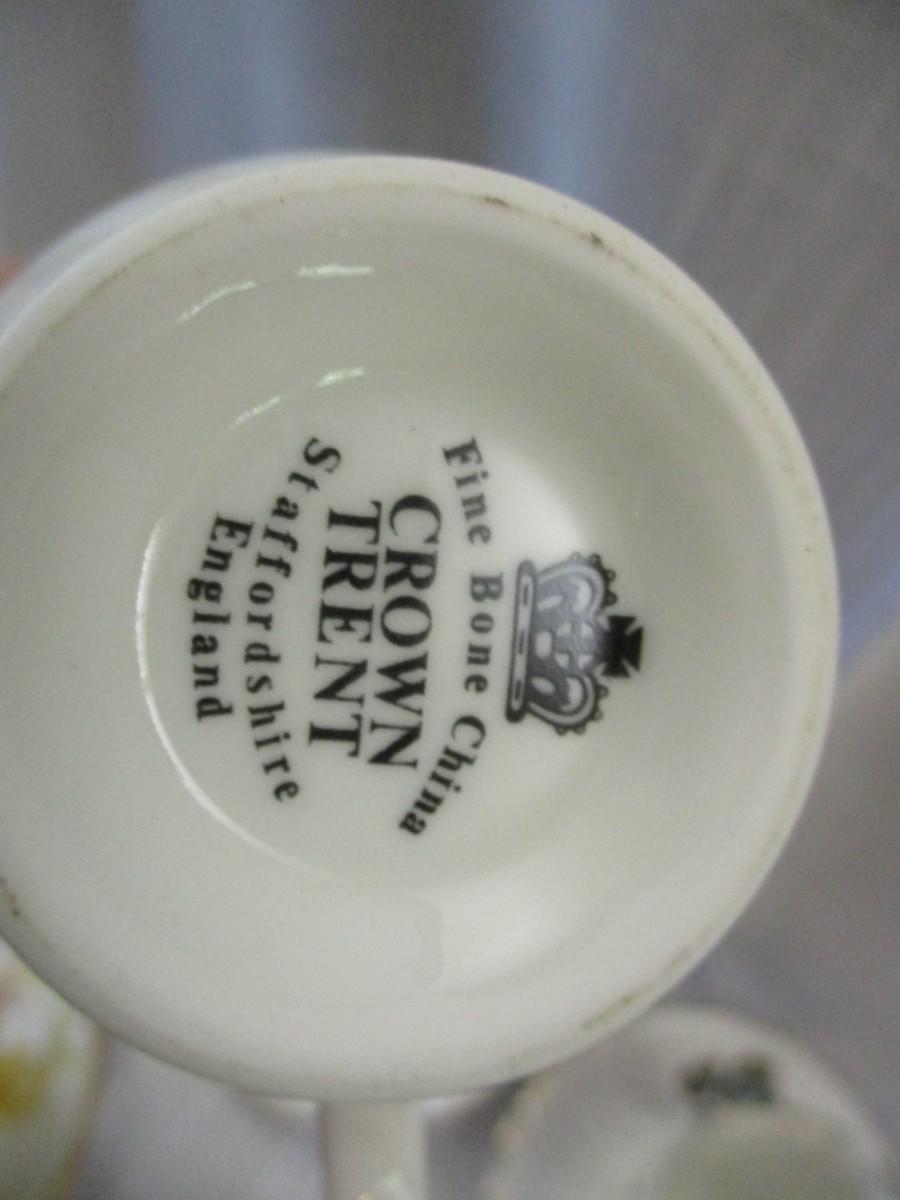 Fine Bone China
CROWN
TRENT
Staffordshire
England